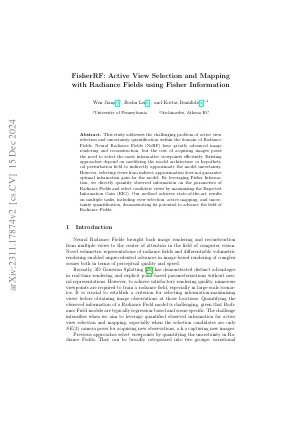 FisherRF: Active View Selection and Mapping
with Radiance Fields using Fisher Information
Wen Jiang, Boshu Lei, and Kostas Daniilidis
University of Pennsylvania Archimedes, Athena RC
arXiv:2311.17874v2 [cs.CV] 15 Dec 2024
Abstract. This study addresses the challenging problem of active view
selection and uncertainty quantification within the domain of Radiance
Fields. Neural Radiance Fields (NeRF) have greatly advanced image
rendering and reconstruction, but the cost of acquiring images poses
the need to select the most informative viewpoints efficiently. Existing
approaches depend on modifying the model architecture or hypothetical
perturbation field to indirectly approximate the model uncertainty.
However, selecting views from indirect approximation does not guarantee
optimal information gain for the model. By leveraging Fisher Information,
we directly quantify observed information on the parameters
of Radiance Fields and select candidate views by maximizing the Expected
Information Gain (EIG). Our method achieves state-of-the-art results
on multiple tasks, including view selection, active mapping, and uncertainty
quantification, demonstrating its potential to advance the field of
Radiance Fields.
1 Introduction
Neural Radiance Fields brought back image rendering and reconstruction
from multiple views to the center of attention in the field of computer vision.
Novel volumetric representations of radiance fields and differentiable volumetric
rendering enabled unprecedented advances in image-based rendering of complex
scenes both in terms of perceptual quality and speed.
Recently, 3D Gaussian Splatting has demonstrated distinct advantages
in real-time rendering and explicit point-based parameterizations without neural
representations. However, to achieve satisfactory rendering quality, numerous
viewpoints are required to train a radiance field, especially in large-scale scenarios.
It is crucial to establish a criterion for selecting information-maximizing
views before obtaining image observations at those locations. Quantifying the
observed information of a Radiance Field model is challenging, given that Radiance
Field models are typically regression-based and scene-specific. The challenge
intensifies when we aim to leverage quantified observed information for active
view selection and mapping, especially when the selection candidates are only
SE(3) camera poses for acquiring new observations, a.k.a capturing new images.
Previous approaches select viewpoints by quantifying the uncertainty in Radiance
Fields. They can be broadly categorized into two groups: variational